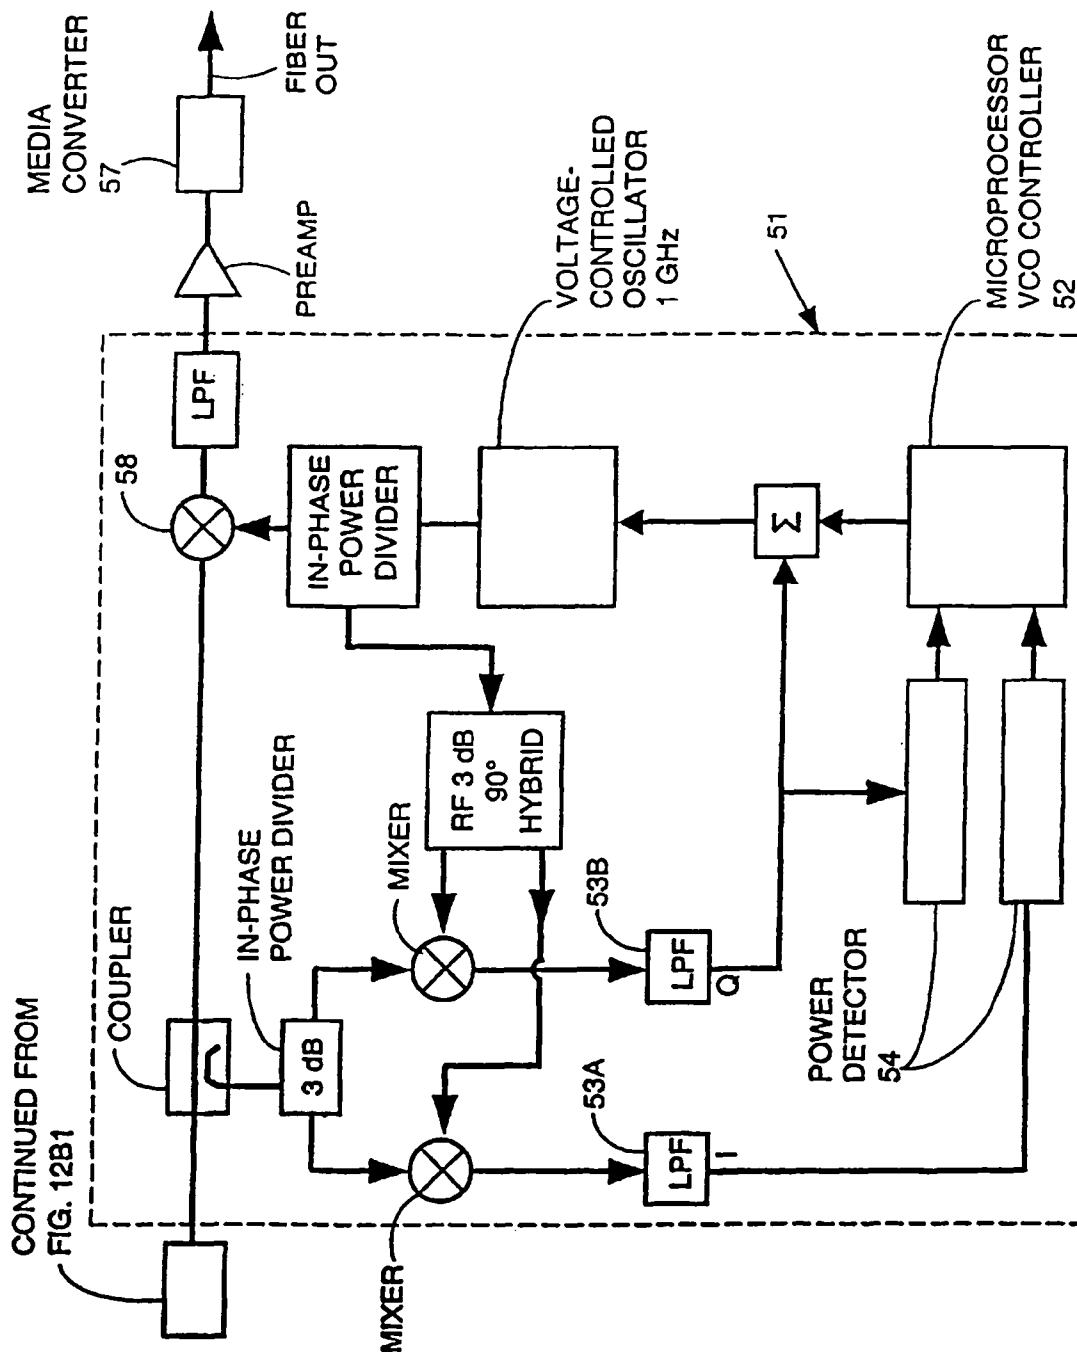 CONTINUED FROM
FIG. 12B1
COUPLER
58
LPF
PREAMP
MEDIA
CONVERTER
57
FIBER
OUT
IN-PHASE
POWER DIVIDER
3 dB
IN-PHASE
POWER
DIVIDER
MIXER
MIXER
RF 3 dB
90°
HYBRID
VOLTAGE-
CONTROLLED
OSCILLATOR
1 GHz
53A
LPF
I
53B
LPF
Q
Σ
51
POWER
DETECTOR
54
MICROPROCESSOR
VCO CONTROLLER
52